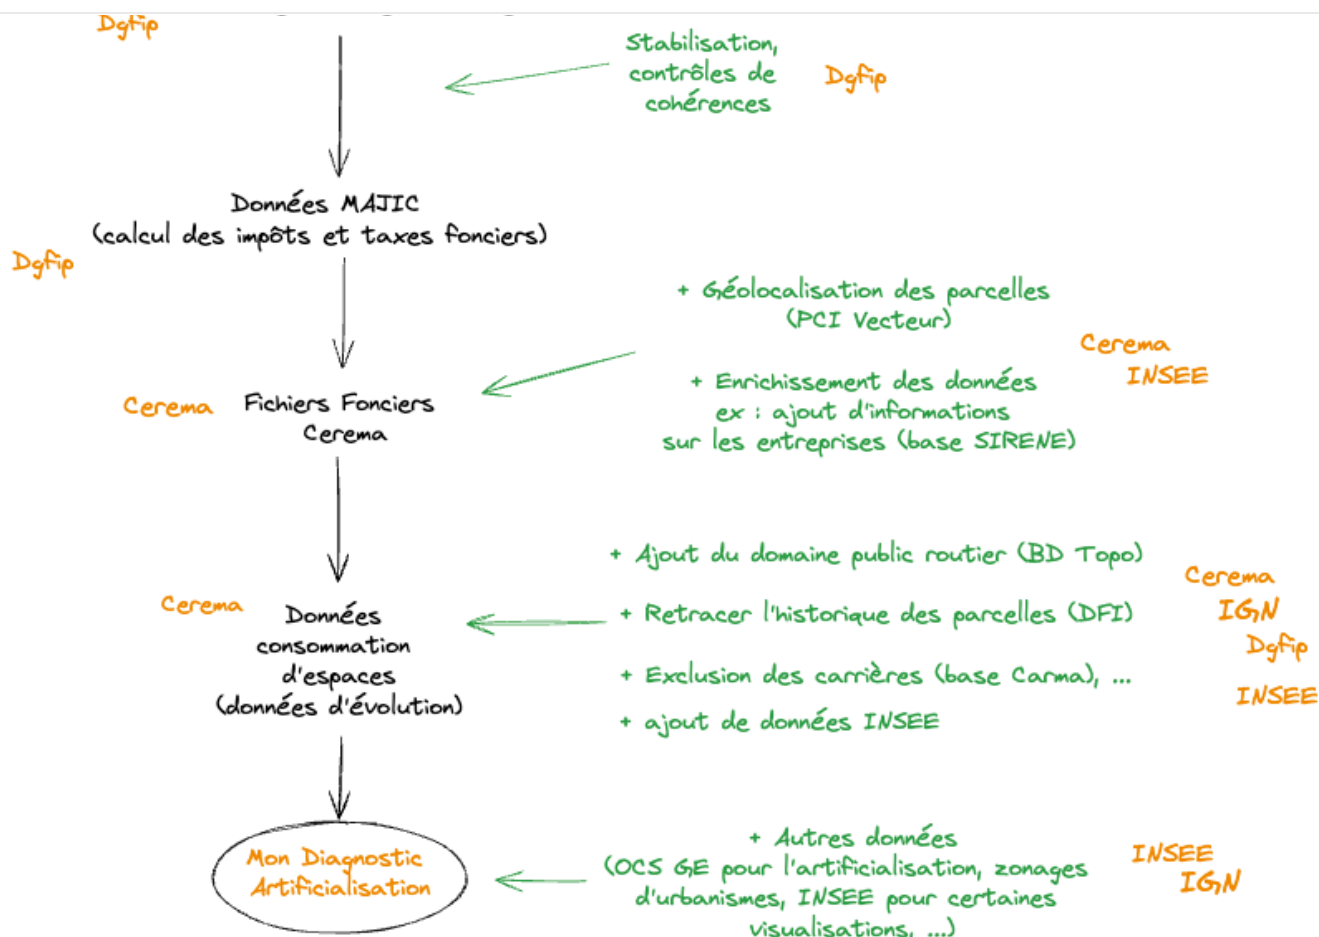 Dgfip
Stabilisation,
contrôles de
cohérences
Dgfip
Données MAJIC
(calcul des impôts et taxes fonciers)
Dgfip
+ Géolocalisation des parcelles
(PCI Vecteur)
Cerema
INSEE
+ Enrichissement des données
ex : ajout d'informations
sur les entreprises (base SIRENE)
Cerema
Fichiers Fonciers
Cerema
+ Ajout du domaine public routier (BD Topo)
Cerema
IGN
+ Retracer l'historique des parcelles (DFI)
Dgfip
+ Exclusion des carrières (base Carma), ...
INSEE
+ ajout de données INSEE
Cerema
Données
consommation
d'espaces
(données d'évolution)
Mon Diagnostic
Artificialisation
+ Autres données
(OCS GE pour l'artificialisation, zonages
d'urbanismes, INSEE pour certaines
visualisations, ...)
INSEE
IGN